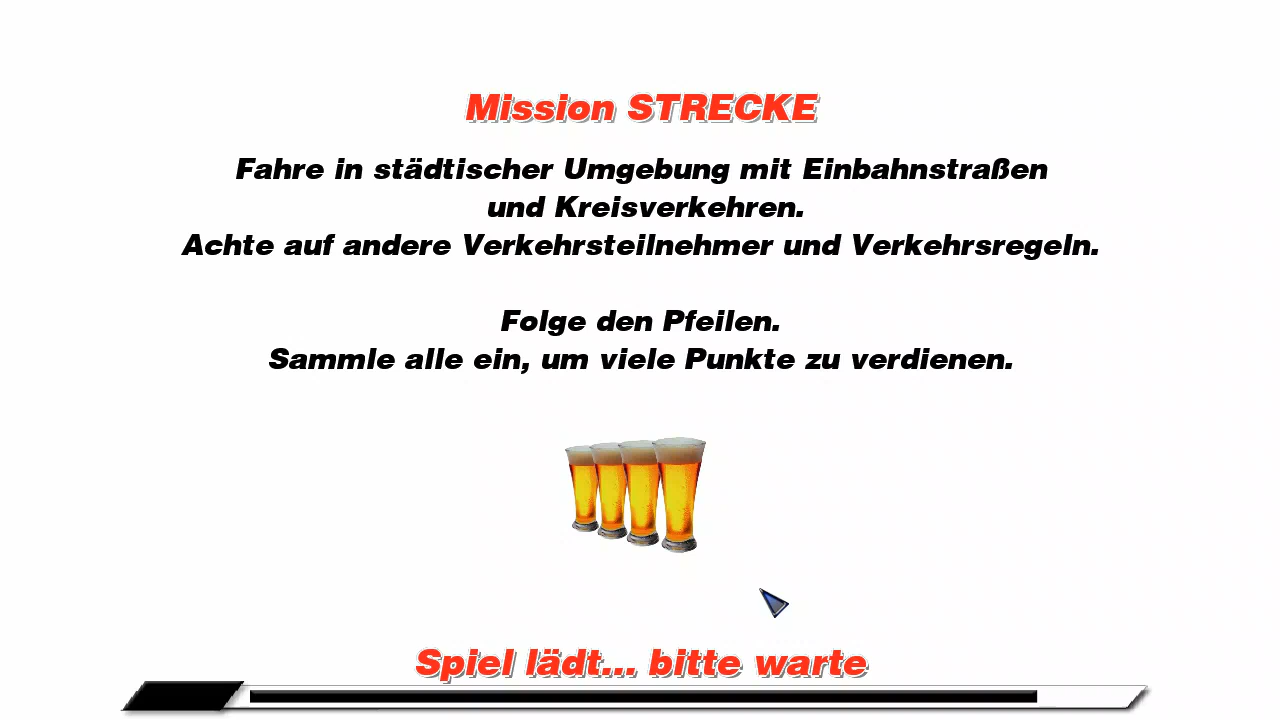 Mission STRECKE
Fahre in städtischer Umgebung mit Einbahnstraßen
und Kreisverkehren.
Achte auf andere Verkehrsteilnehmer und Verkehrsregeln.
Folge den Pfeilen.
Sammle alle ein, um viele Punkte zu verdienen.
Spiel lädt... bitte warte